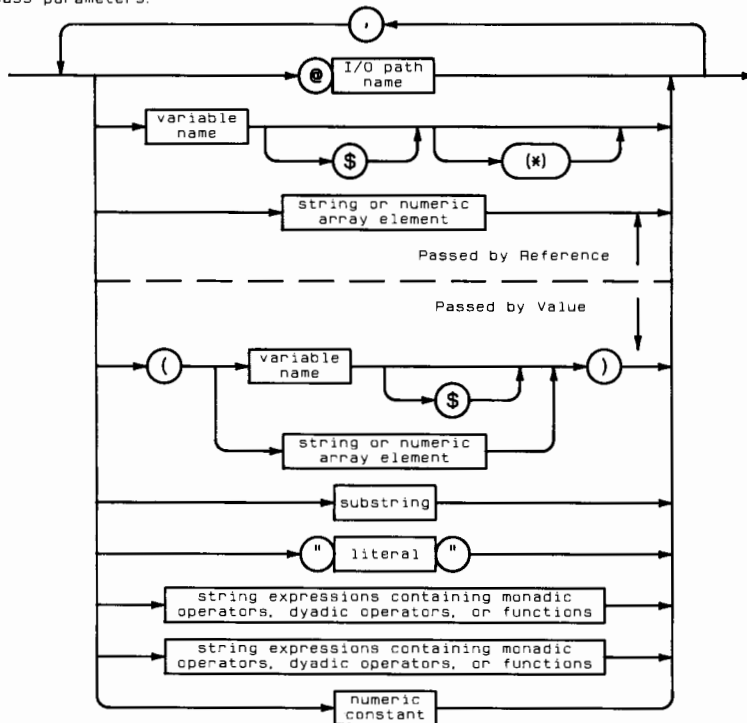 pass parameters.
,
@ I/O path
name
variable
name
$ (*)
string or numeric
array element
Passed by Reference
Passed by Value
( variable
name
$ )
string or numeric
array element
substring
" literal "
string expressions containing monadic
operators, dyadic operators, or functions
string expressions containing monadic
operators, dyadic operators, or functions
numeric
constant